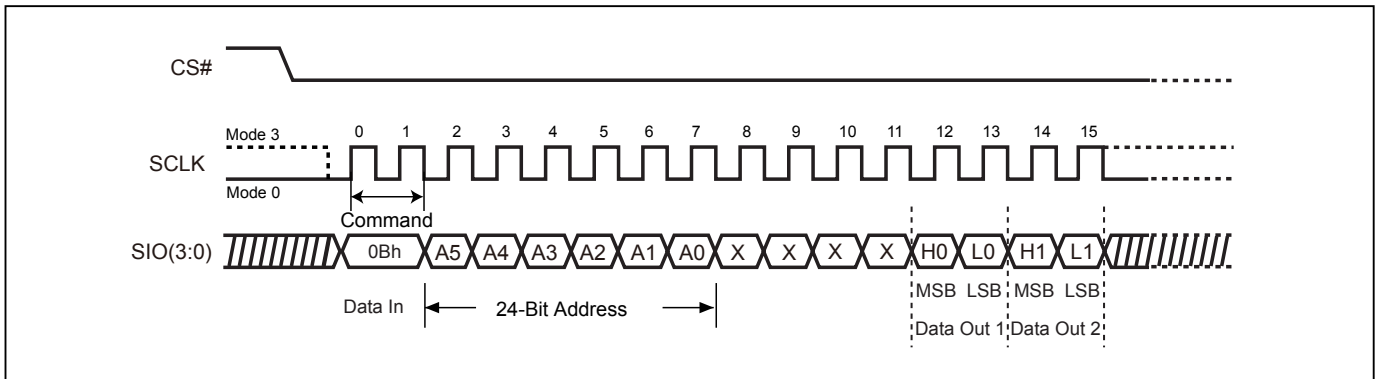 CS#
Mode 3
0 1 2 3 4 5 6 7 8 9 10 11 12 13 14 15
SCLK
Mode 0
Command
SIO(3:0)
0Bh A5 A4 A3 A2 A1 A0 X X X X H0 L0 H1 L1
MSB LSB MSB LSB
Data In
24-Bit Address
Data Out 1 Data Out 2